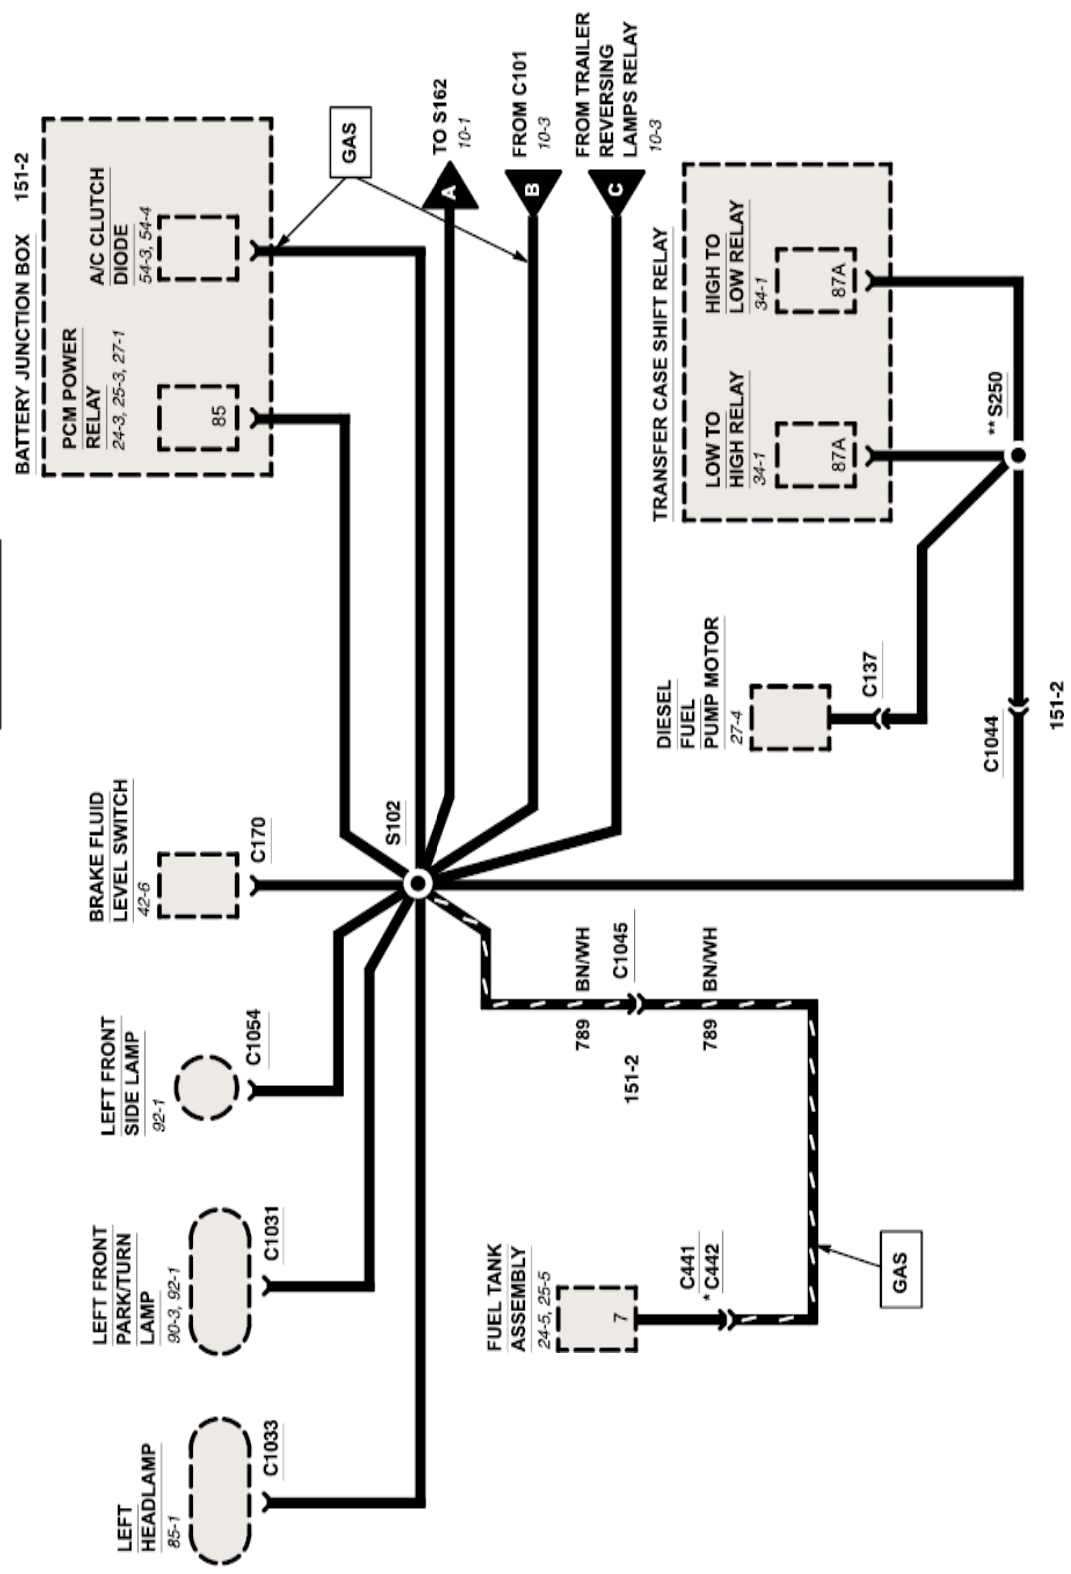 LEFT
HEADLAMP
85-1
C1033
LEFT FRONT
PARK/TURN
LAMP
90-3, 92-1
C1031
LEFT FRONT
SIDE LAMP
92-1
C1054
BRAKE FLUID
LEVEL SWITCH
42-6
C170
BATTERY JUNCTION BOX 151-2
PCM POWER
RELAY
24-3, 25-3, 27-1
85
A/C CLUTCH
DIODE
54-3, 54-4
GAS
S102
A
TO S162
10-1
B
FROM C101
10-3
C
FROM TRAILER
REVERSING
LAMPS RELAY
10-3
FUEL TANK
ASSEMBLY
24-5, 25-5
7
C441
* C442
GAS
789 BN/WH
151-2 C1045
789 BN/WH
DIESEL
FUEL
PUMP MOTOR
27-4
C137
TRANSFER CASE SHIFT RELAY
LOW TO
HIGH RELAY
34-1
87A
HIGH TO
LOW RELAY
34-1
87A
** S250
C1044
151-2